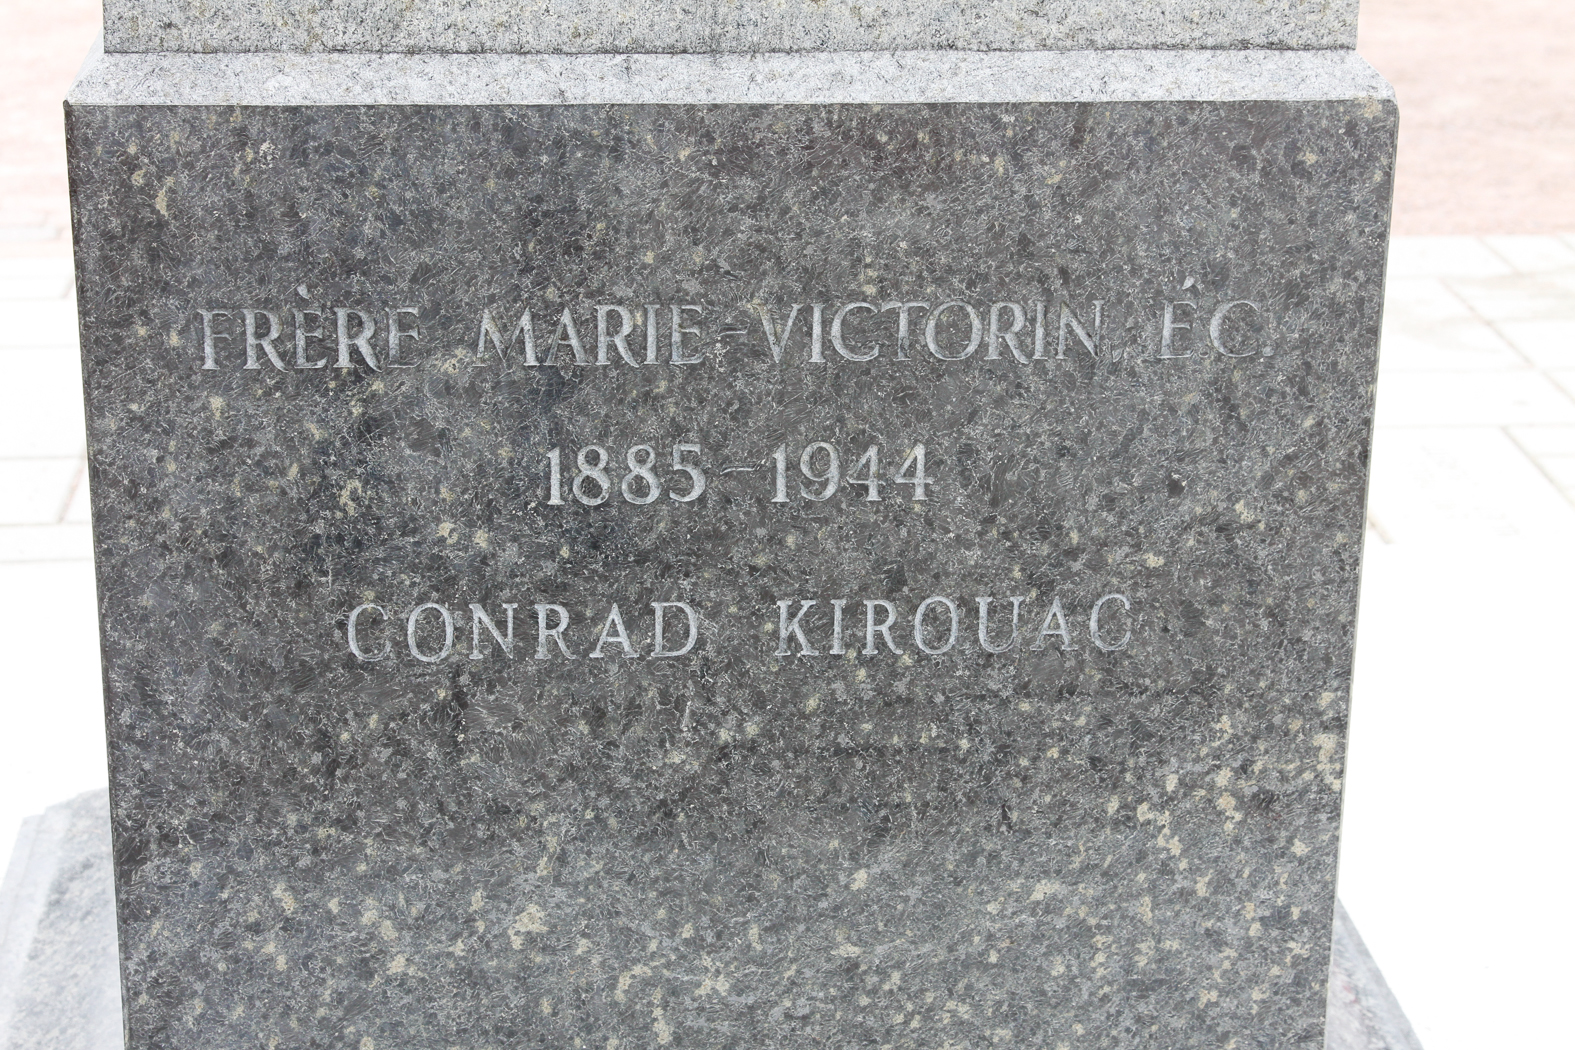 FRÈRE MARIE-VICTORIN, É.C.
1885-1944
CONRAD KIROUAC